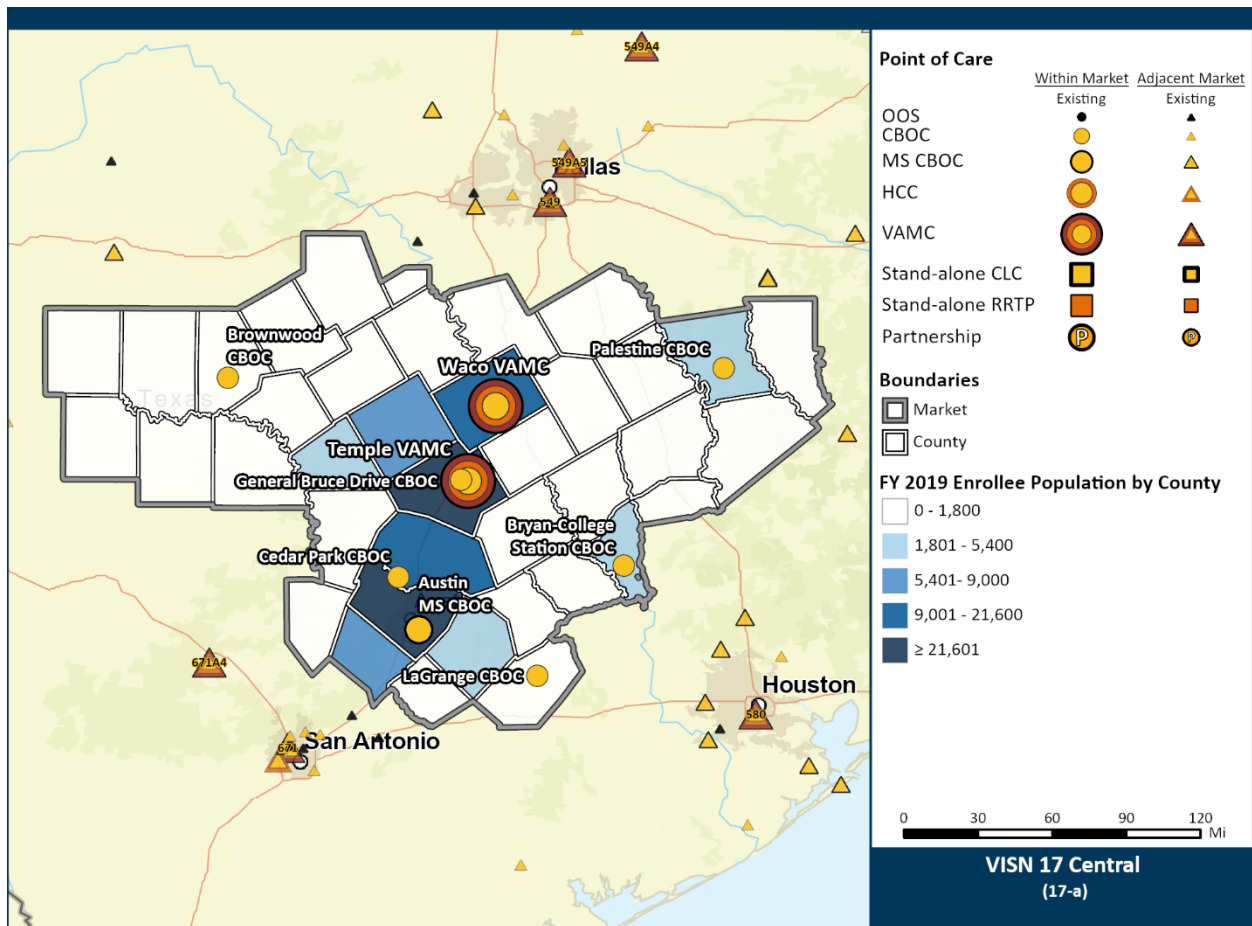 549A4
549A5
llas
549
Brownwood
CBOC
Palestine CBOC
Waco VAMC
Texas
Temple VAMC
General Bruce Drive CBOC
Bryan-College
Station CBOC
Cedar Park CBOC
Austin
MS CBOC
LaGrange CBOC
671A4
Houston
580
671
San Antonio
Point of Care
Within Market Adjacent Market
Existing Existing
OOS
CBOC
MS CBOC
HCC
VAMC
Stand-alone CLC
Stand-alone RRTP
Partnership
P P
Boundaries
Market
County
FY 2019 Enrollee Population by County
0 - 1,800
1,801 - 5,400
5,401- 9,000
9,001 - 21,600
≥ 21,601
0 30 60 90 120
Mi
VISN 17 Central
(17-a)